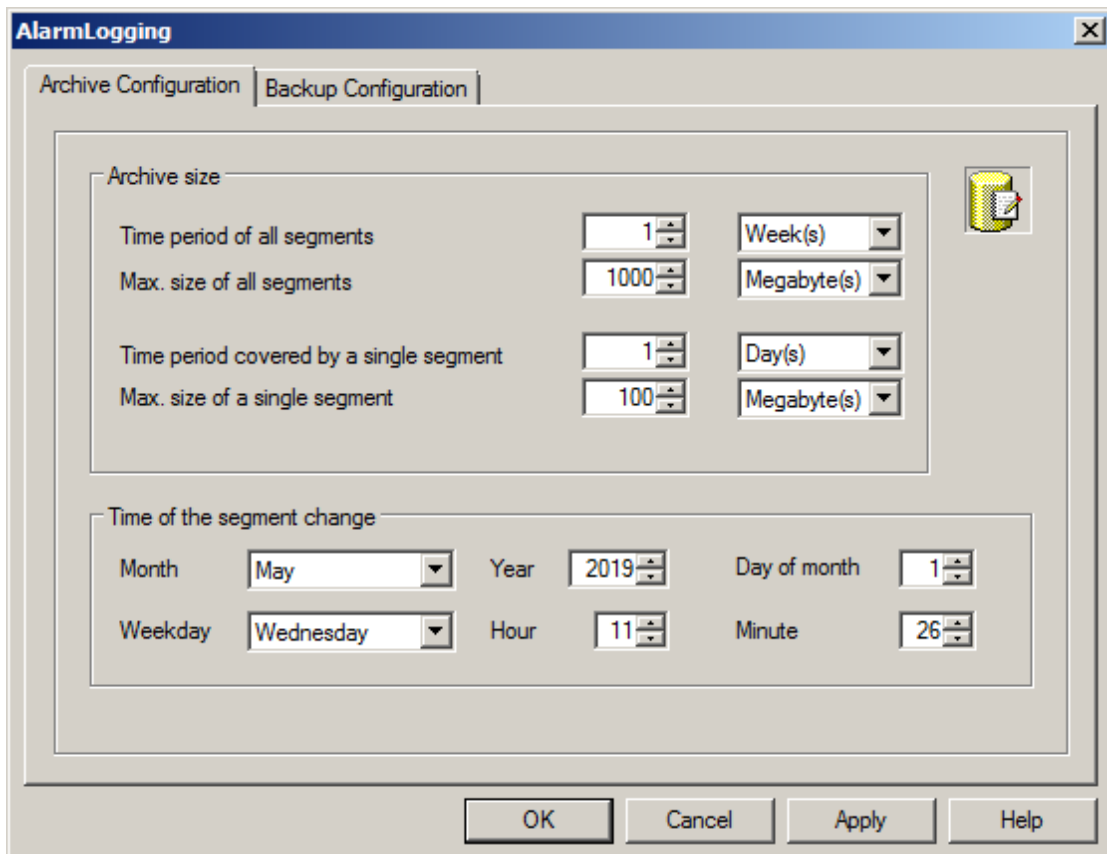 AlarmLogging
Archive Configuration Backup Configuration
Archive size
Time period of all segments 1 Week(s)
Max. size of all segments 1000 Megabyte(s)
Time period covered by a single segment 1 Day(s)
Max. size of a single segment 100 Megabyte(s)
Time of the segment change
Month May Year 2019 Day of month 1
Weekday Wednesday Hour 11 Minute 26
OK Cancel Apply Help